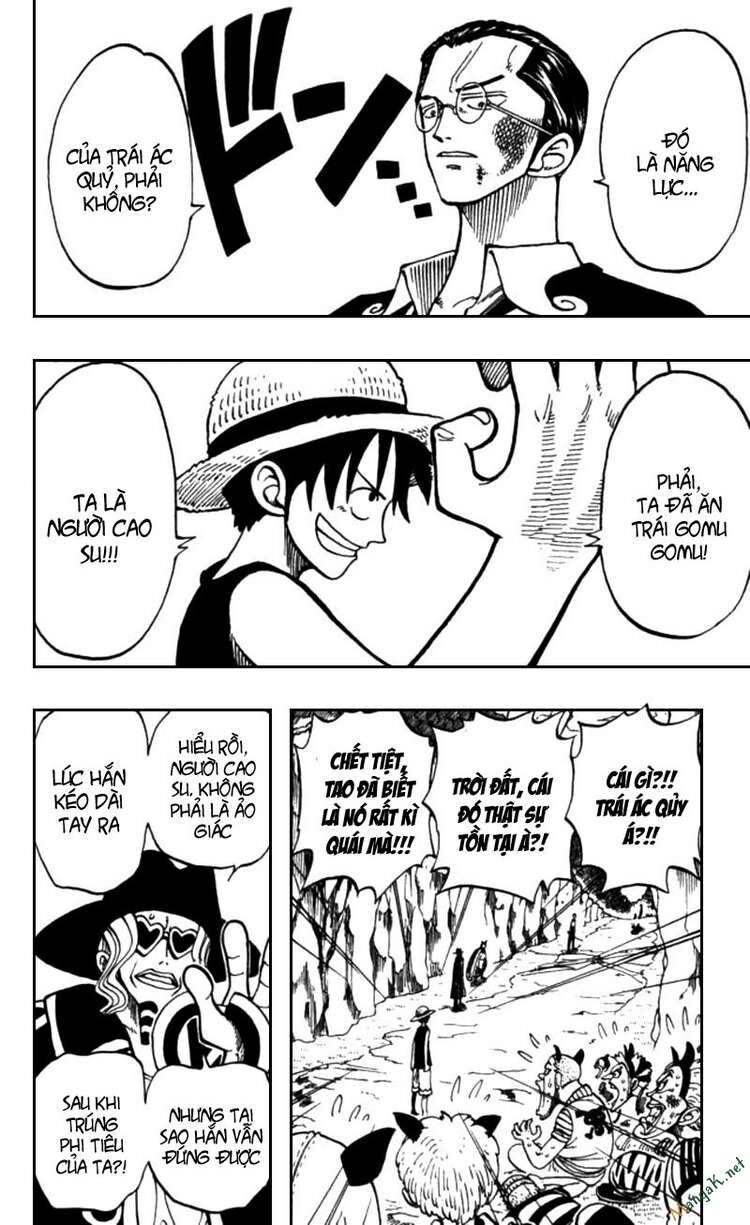 ĐÓ
LÀ NĂNG
LỰC...
CỦA TRÁI ÁC
QUỶ, PHẢI
KHÔNG?
ドン
PHẢI,
TA ĐÃ ĂN
TRÁI GOMU
GOMU!
TA LÀ
NGƯỜI CAO
SU!!!
CÁI GÌ?!!
TRÁI ÁC QỦY
Á?!!
TRỜI ĐẤT, CÁI
ĐÓ THẬT SỰ
TỒN TẠI À?!
CHẾT TIỆT,
TAO ĐÃ BIẾT
LÀ NÓ RẤT KÌ
QUÁI MÀ!!!
HIỂU RỒI,
NGƯỜI CAO
SU. KHÔNG
PHẢI LÀ ẢO
GIÁC
LÚC HẮN
KÉO DÀI
TAY RA
NHƯNG TẠI
SAO HẮN VẪN
ĐỨNG ĐƯỢC
SAU KHI
TRÚNG
PHI TIÊU
CỦA TA?!
MangaK.net